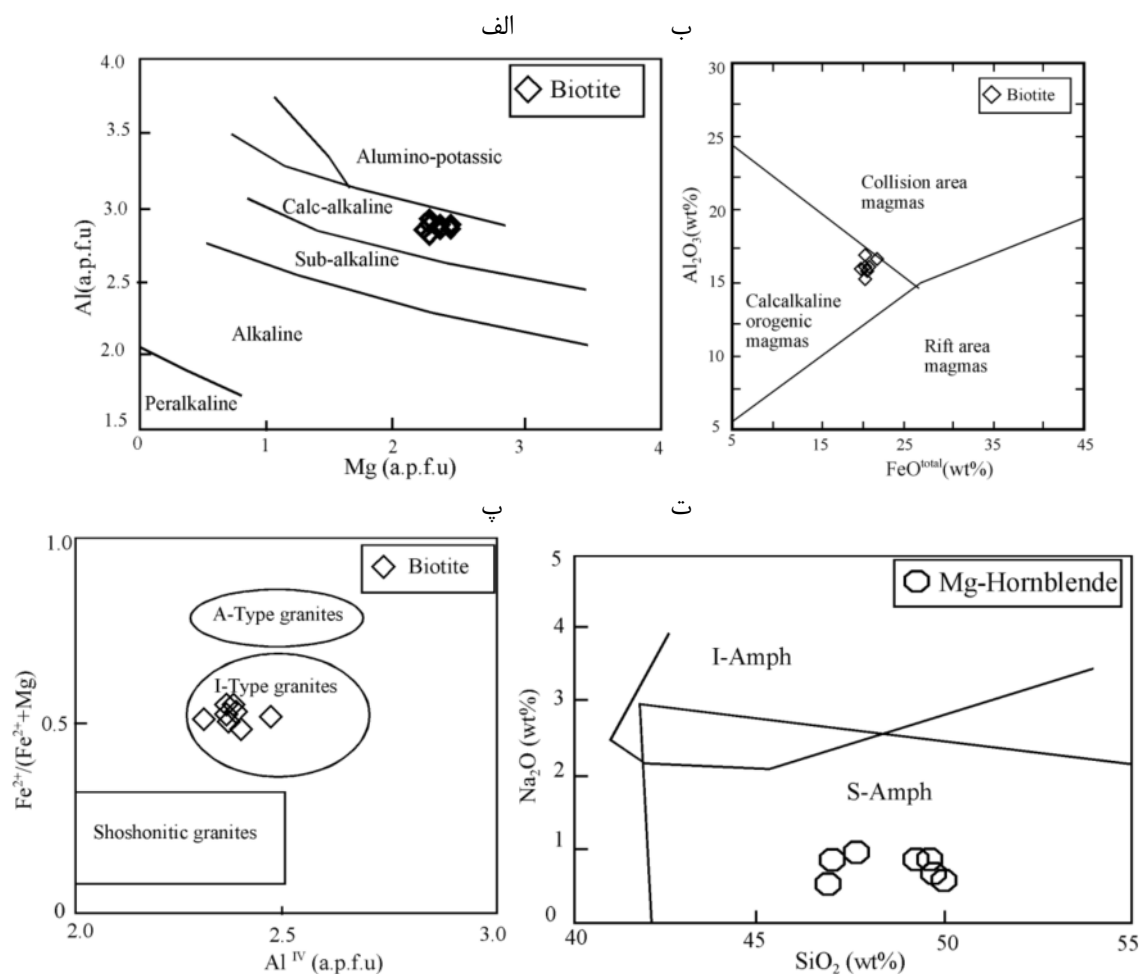 الف
4.0
3.5
3.0
2.5
2.0
1.5
Al(a.p.f.u)
Biotite
Alumino-potassic
Calc-alkaline
Sub-alkaline
Alkaline
Peralkaline
0
1
2
3
4
Mg (a.p.f.u)
ب
30
25
20
15
10
5
Al₂O₃(wt%)
Biotite
Collision area
magmas
Calcalkaline
orogenic
magmas
Rift area
magmas
5
15
25
35
45
FeOᵗᵒᵗᵃˡ(wt%)
پ
1.0
0.5
0
Fe²⁺/(Fe²⁺+Mg)
Biotite
A-Type granites
I-Type granites
Shoshonitic granites
2.0
2.5
3.0
Al ᴵⱽ (a.p.f.u)
ت
5
4
3
2
1
0
Na₂O (wt%)
Mg-Hornblende
I-Amph
S-Amph
40
45
50
55
SiO₂ (wt%)